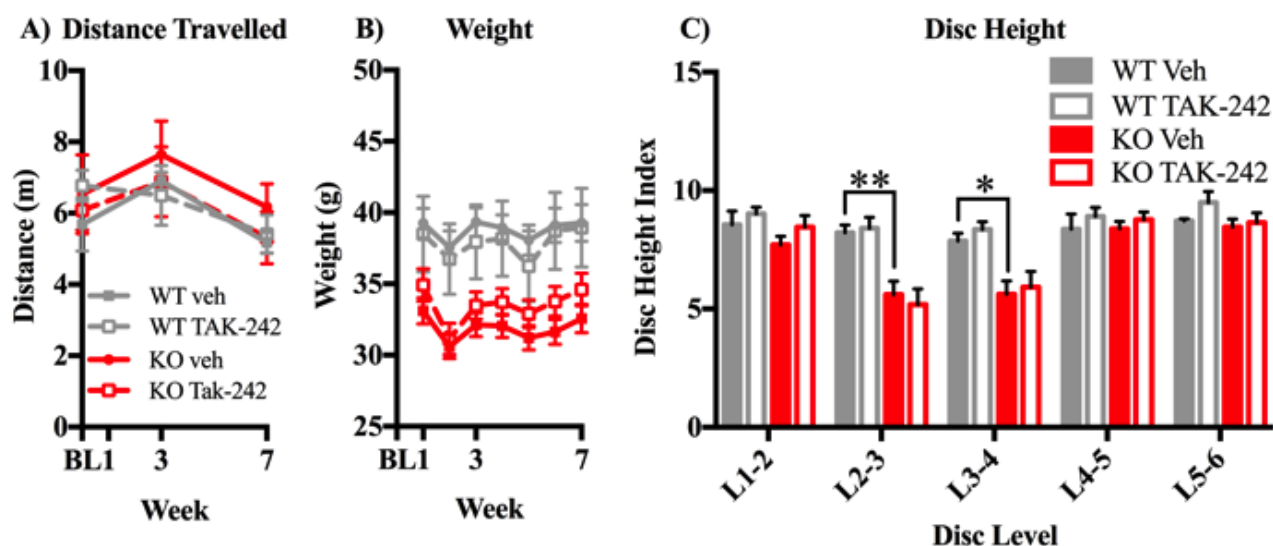 A) Distance Travelled
10
8
6
4
2
0
Distance (m)
WT veh
WT TAK-242
KO veh
KO Tak-242
BL1 3 7
Week
B) Weight
50
45
40
35
30
25
Weight (g)
BL1 3 7
Week
C) Disc Height
15
10
5
0
Disc Height Index
WT Veh
WT TAK-242
KO Veh
KO TAK-242
**
*
L1-2
L2-3
L3-4
L4-5
L5-6
Disc Level